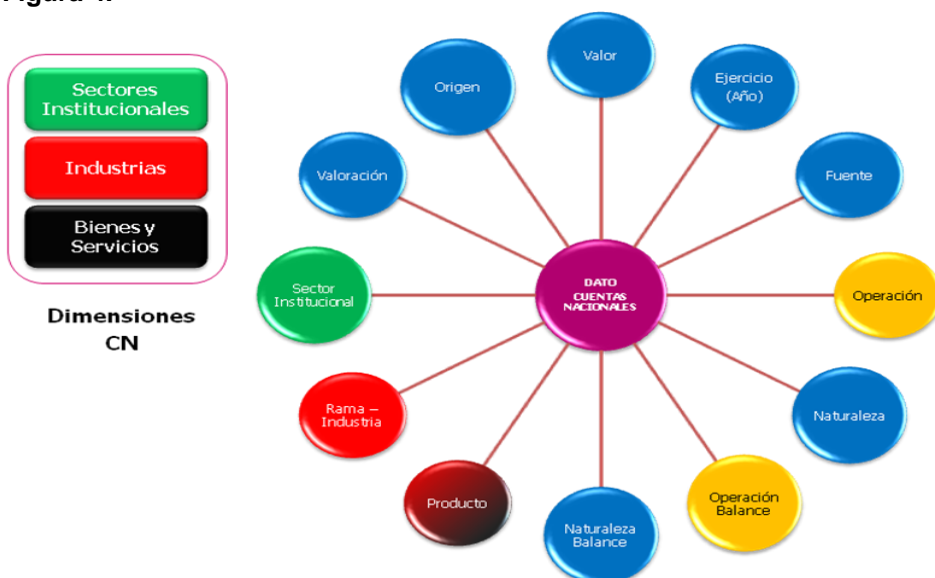 Figura 4.
Sectores
Institucionales
Industrias
Bienes y
Servicios
Dimensiones
CN
Valor
Ejercicio
(Año)
Fuente
Operación
Naturaleza
Operación
Balance
Naturaleza
Balance
Producto
Rama –
Industria
Sector
Institucional
Valoración
Origen
DATO
CUENTAS
NACIONALES